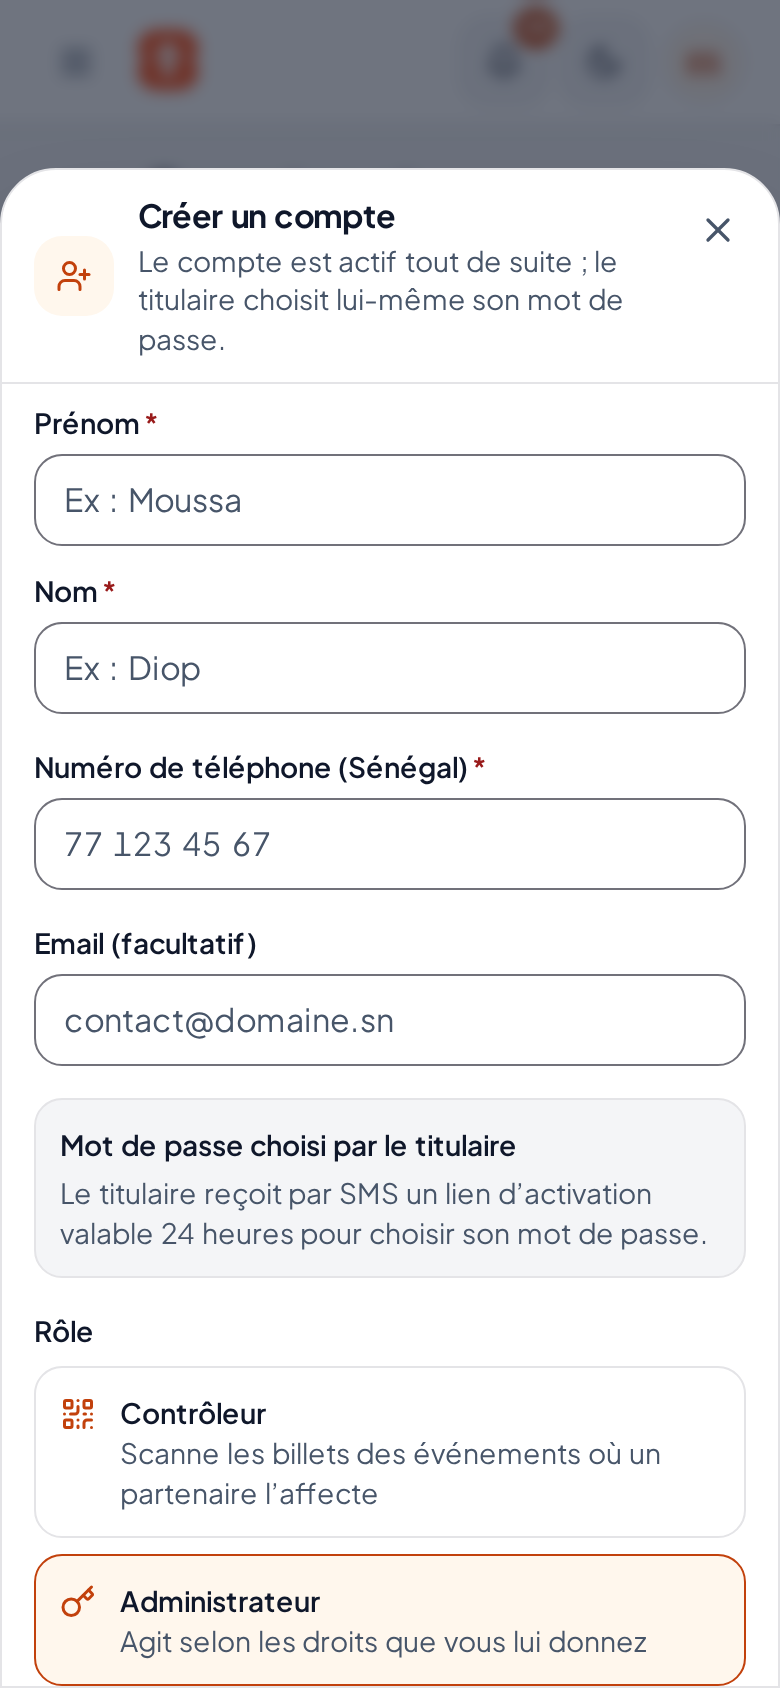 Créer un compte
Le compte est actif tout de suite ; le
titulaire choisit lui-même son mot de
passe.
Prénom *
Ex : Moussa
Nom *
Ex : Diop
Numéro de téléphone (Sénégal) *
77 123 45 67
Email (facultatif)
contact@domaine.sn
Mot de passe choisi par le titulaire
Le titulaire reçoit par SMS un lien d’activation
valable 24 heures pour choisir son mot de passe.
Rôle
Contrôleur
Scanne les billets des événements où un
partenaire l’affecte
Administrateur
Agit selon les droits que vous lui donnez